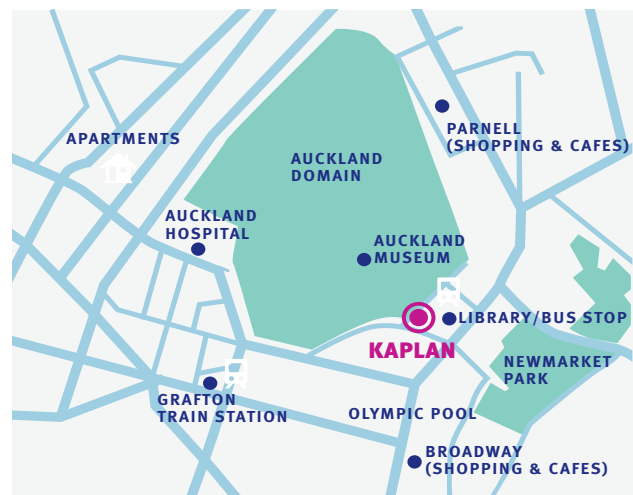 PARNELL
(SHOPPING & CAFES)
APARTMENTS
AUCKLAND
DOMAIN
AUCKLAND
HOSPITAL
AUCKLAND
MUSEUM
LIBRARY/BUS STOP
KAPLAN
NEWMARKET
PARK
GRAFTON
TRAIN STATION
OLYMPIC POOL
BROADWAY
(SHOPPING & CAFES)